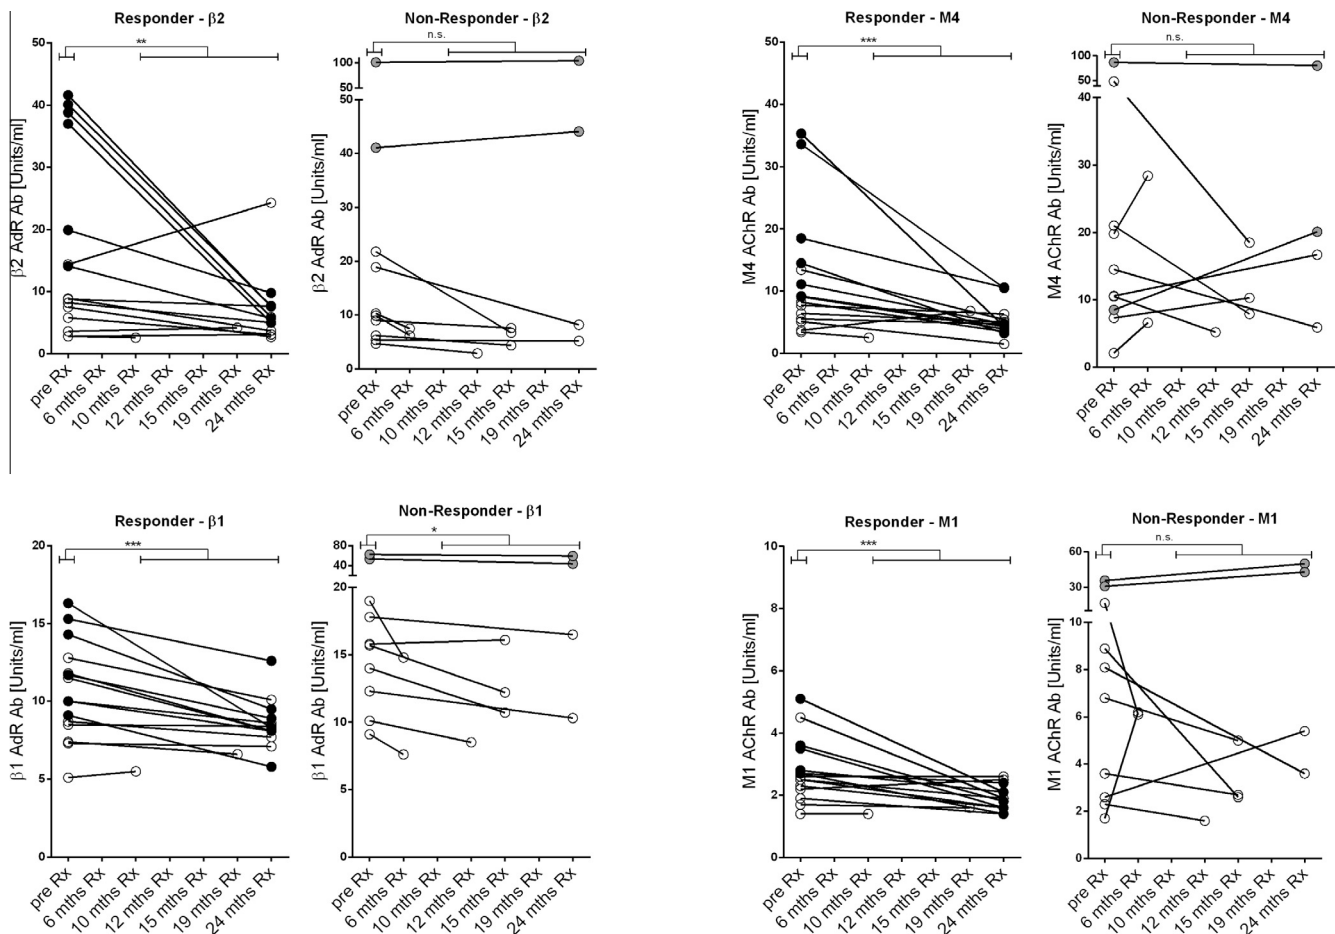 Responder - β2
**
β2 AdR Ab [Units/ml]
50
40
30
20
10
0
pre Rx
6 mths Rx
10 mths Rx
12 mths Rx
15 mths Rx
19 mths Rx
24 mths Rx
Non-Responder - β2
n.s.
β2 AdR Ab [Units/ml]
100
50
50
40
30
20
10
0
pre Rx
6 mths Rx
10 mths Rx
12 mths Rx
15 mths Rx
19 mths Rx
24 mths Rx
Responder - M4
***
M4 AChR Ab [Units/ml]
50
40
30
20
10
0
pre Rx
6 mths Rx
10 mths Rx
12 mths Rx
15 mths Rx
19 mths Rx
24 mths Rx
Non-Responder - M4
n.s.
M4 AChR Ab [Units/ml]
100
50
40
30
20
10
0
pre Rx
6 mths Rx
10 mths Rx
12 mths Rx
15 mths Rx
19 mths Rx
24 mths Rx
Responder - β1
***
β1 AdR Ab [Units/ml]
20
15
10
5
0
pre Rx
6 mths Rx
10 mths Rx
12 mths Rx
15 mths Rx
19 mths Rx
24 mths Rx
Non-Responder - β1
*
β1 AdR Ab [Units/ml]
80
40
20
15
10
5
0
pre Rx
6 mths Rx
10 mths Rx
12 mths Rx
15 mths Rx
19 mths Rx
24 mths Rx
Responder - M1
***
M1 AChR Ab [Units/ml]
10
8
6
4
2
0
pre Rx
6 mths Rx
10 mths Rx
12 mths Rx
15 mths Rx
19 mths Rx
24 mths Rx
Non-Responder - M1
n.s.
M1 AChR Ab [Units/ml]
60
30
10
8
6
4
2
0
pre Rx
6 mths Rx
10 mths Rx
12 mths Rx
15 mths Rx
19 mths Rx
24 mths Rx